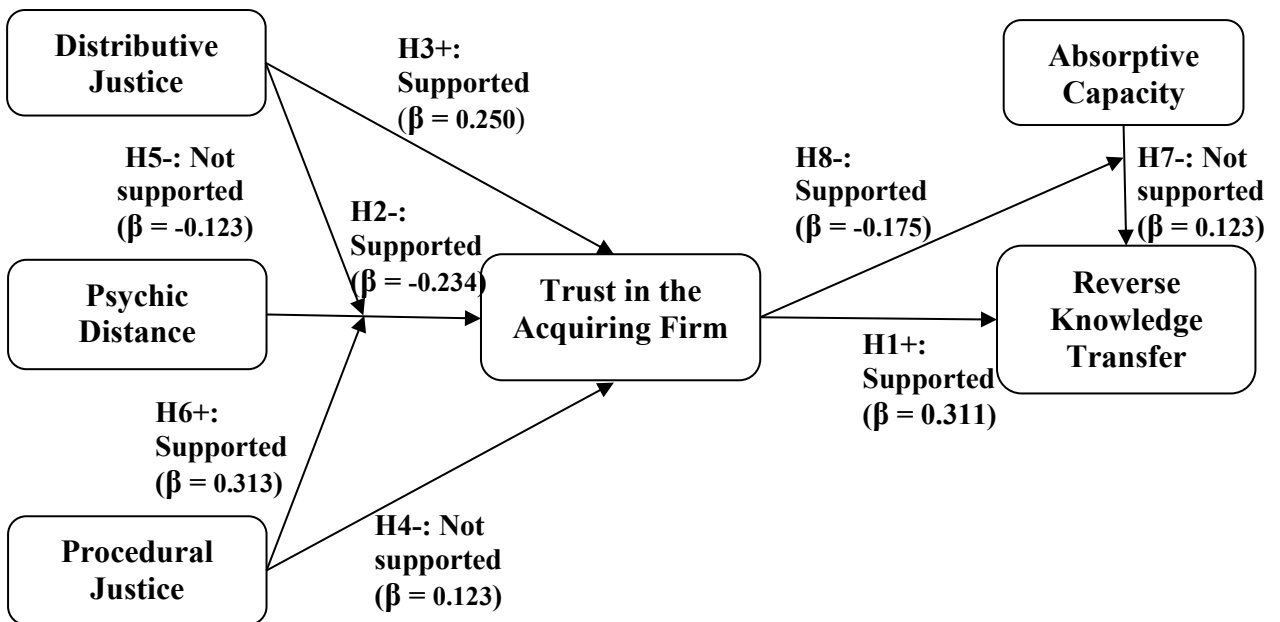 Distributive
Justice
H3+:
Supported
(β = 0.250)
Absorptive
Capacity
H5-: Not
supported
(β = -0.123)
H2-:
Supported
(β = -0.234)
H8-:
Supported
(β = -0.175)
H7-: Not
supported
(β = 0.123)
Psychic
Distance
Trust in the
Acquiring Firm
Reverse
Knowledge
Transfer
H1+:
Supported
(β = 0.311)
H6+:
Supported
(β = 0.313)
Procedural
Justice
H4-: Not
supported
(β = 0.123)